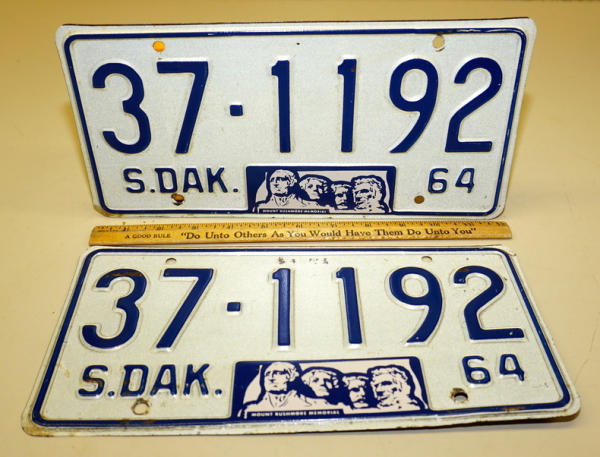 37·1192
S.DAK. 64
MOUNT RUSHMORE MEMORIAL
A GOOD RULE "Do Unto Others As You Would Have Them Do Unto You"
37·1192
S.DAK. 64
MOUNT RUSHMORE MEMORIAL